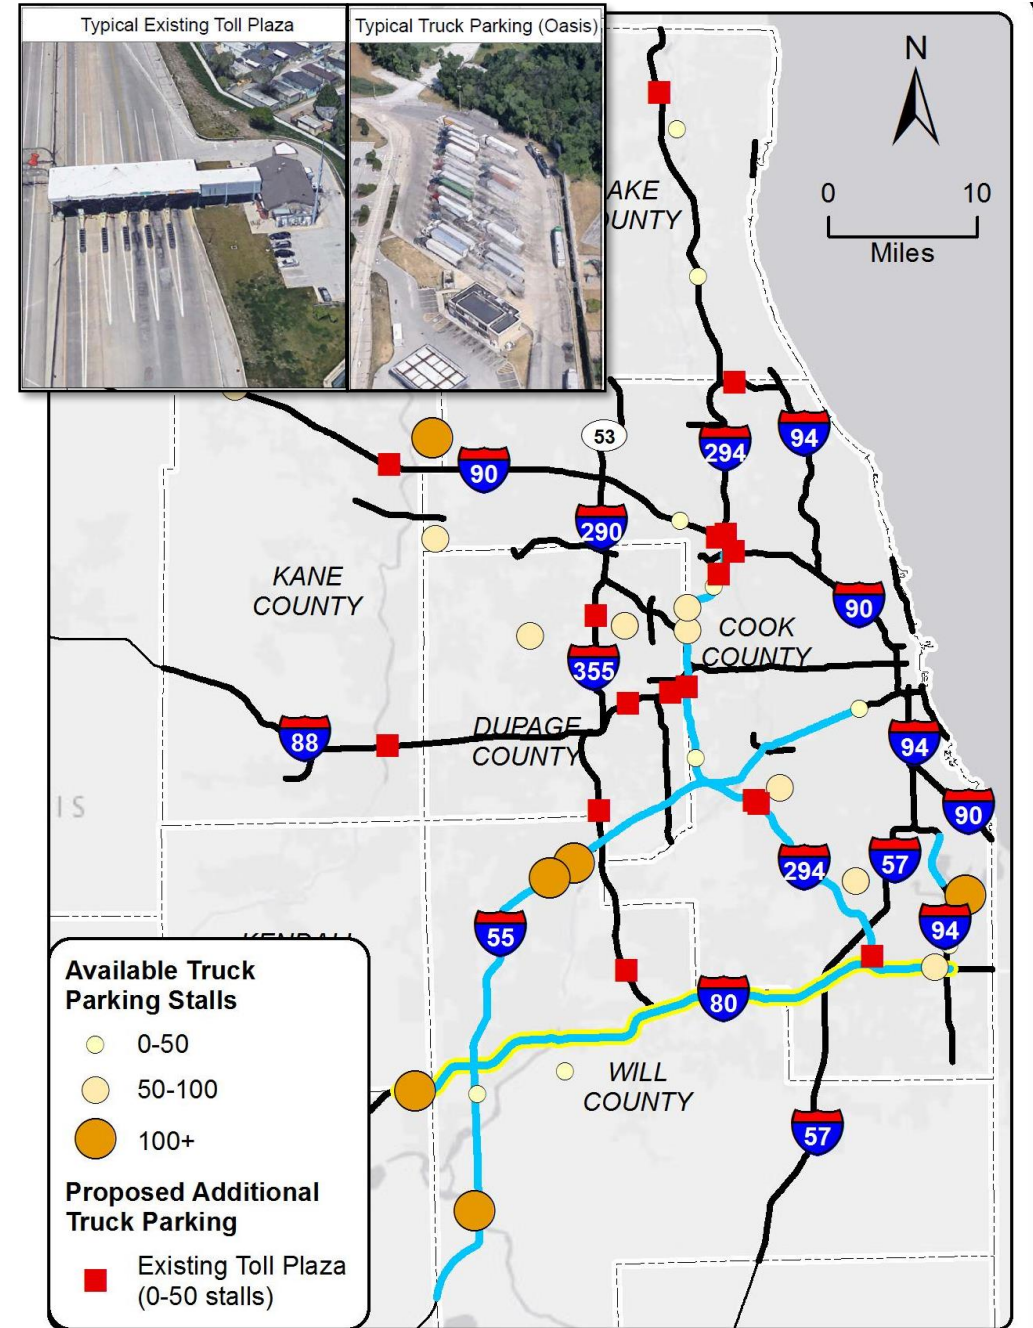 Typical Existing Toll Plaza
Typical Truck Parking (Oasis)
N
0 10
Miles
AKE
UNTY
53
294
94
90
290
KANE
COUNTY
90
COOK
COUNTY
355
DUPAGE
COUNTY
88
94
90
IS
294
57
55
94
80
WILL
COUNTY
57
Available Truck
Parking Stalls
0-50
50-100
100+
Proposed Additional
Truck Parking
Existing Toll Plaza
(0-50 stalls)